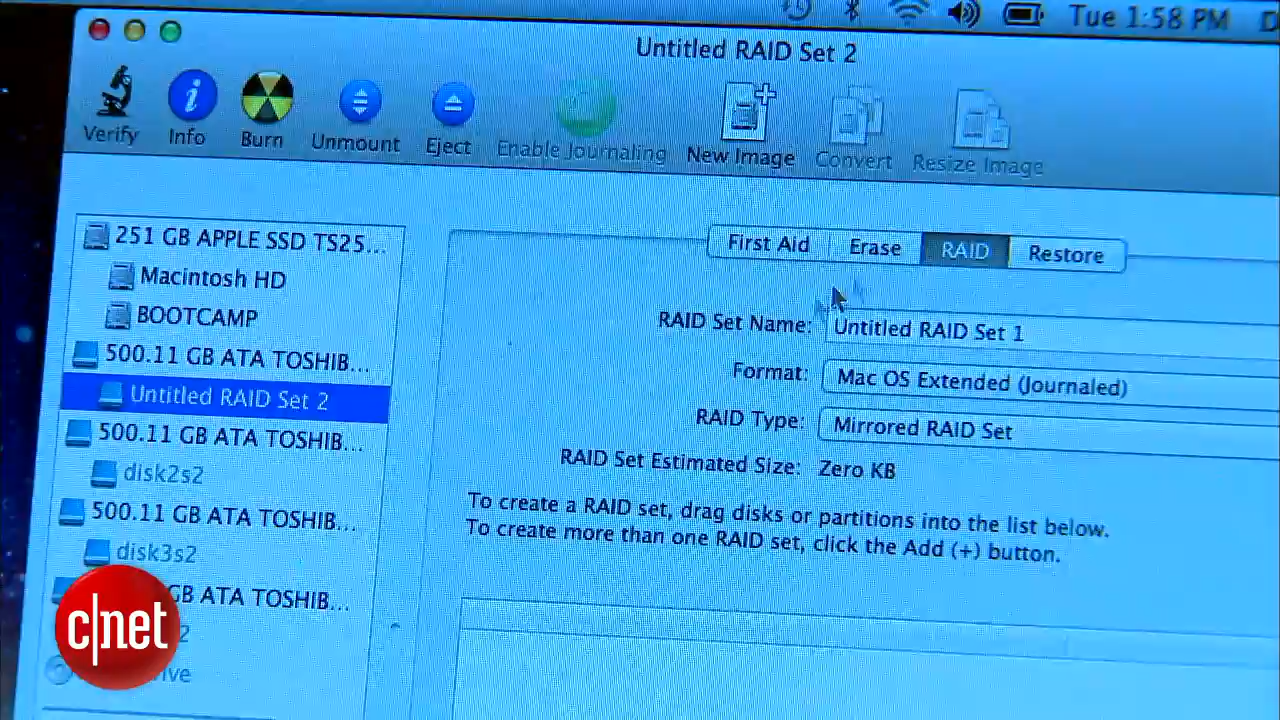 Tue 1:58 PM
Untitled RAID Set 2
Verify
Info
Burn
Unmount
Eject
Enable Journaling
New Image
Convert
Resize Image
251 GB APPLE SSD TS25...
Macintosh HD
BOOTCAMP
500.11 GB ATA TOSHIB...
Untitled RAID Set 2
500.11 GB ATA TOSHIB...
disk2s2
500.11 GB ATA TOSHIB...
disk3s2
GB ATA TOSHIB...
First Aid
Erase
RAID
Restore
RAID Set Name: Untitled RAID Set 1
Format: Mac OS Extended (Journaled)
RAID Type: Mirrored RAID Set
RAID Set Estimated Size: Zero KB
To create a RAID set, drag disks or partitions into the list below.
To create more than one RAID set, click the Add (+) button.
c|net